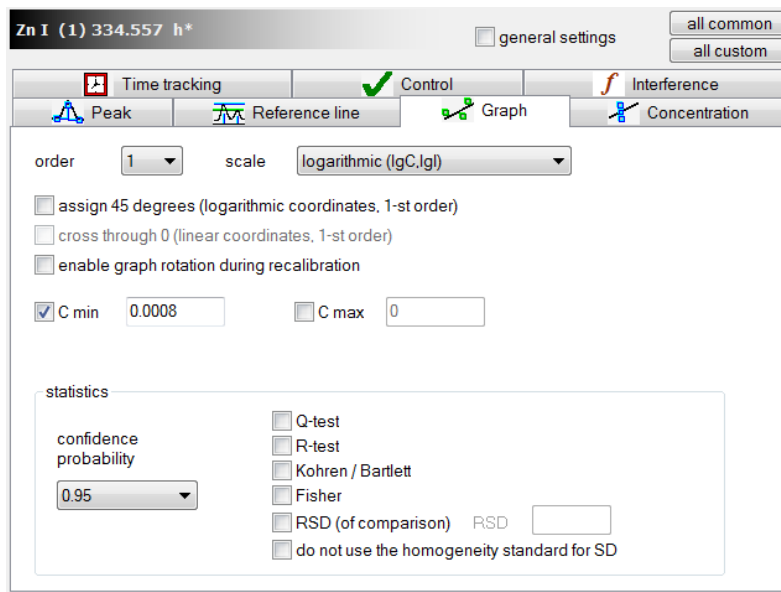 Zn I (1) 334.557 h*
general settings
all common
all custom
Time tracking
Control
Interference
Peak
Reference line
Graph
Concentration
order
1
scale
logarithmic (lgC,lgI)
assign 45 degrees (logarithmic coordinates, 1-st order)
cross through 0 (linear coordinates, 1-st order)
enable graph rotation during recalibration
C min
0.0008
C max
0
statistics
confidence
probability
0.95
Q-test
R-test
Kohren / Bartlett
Fisher
RSD (of comparison)
RSD
do not use the homogeneity standard for SD